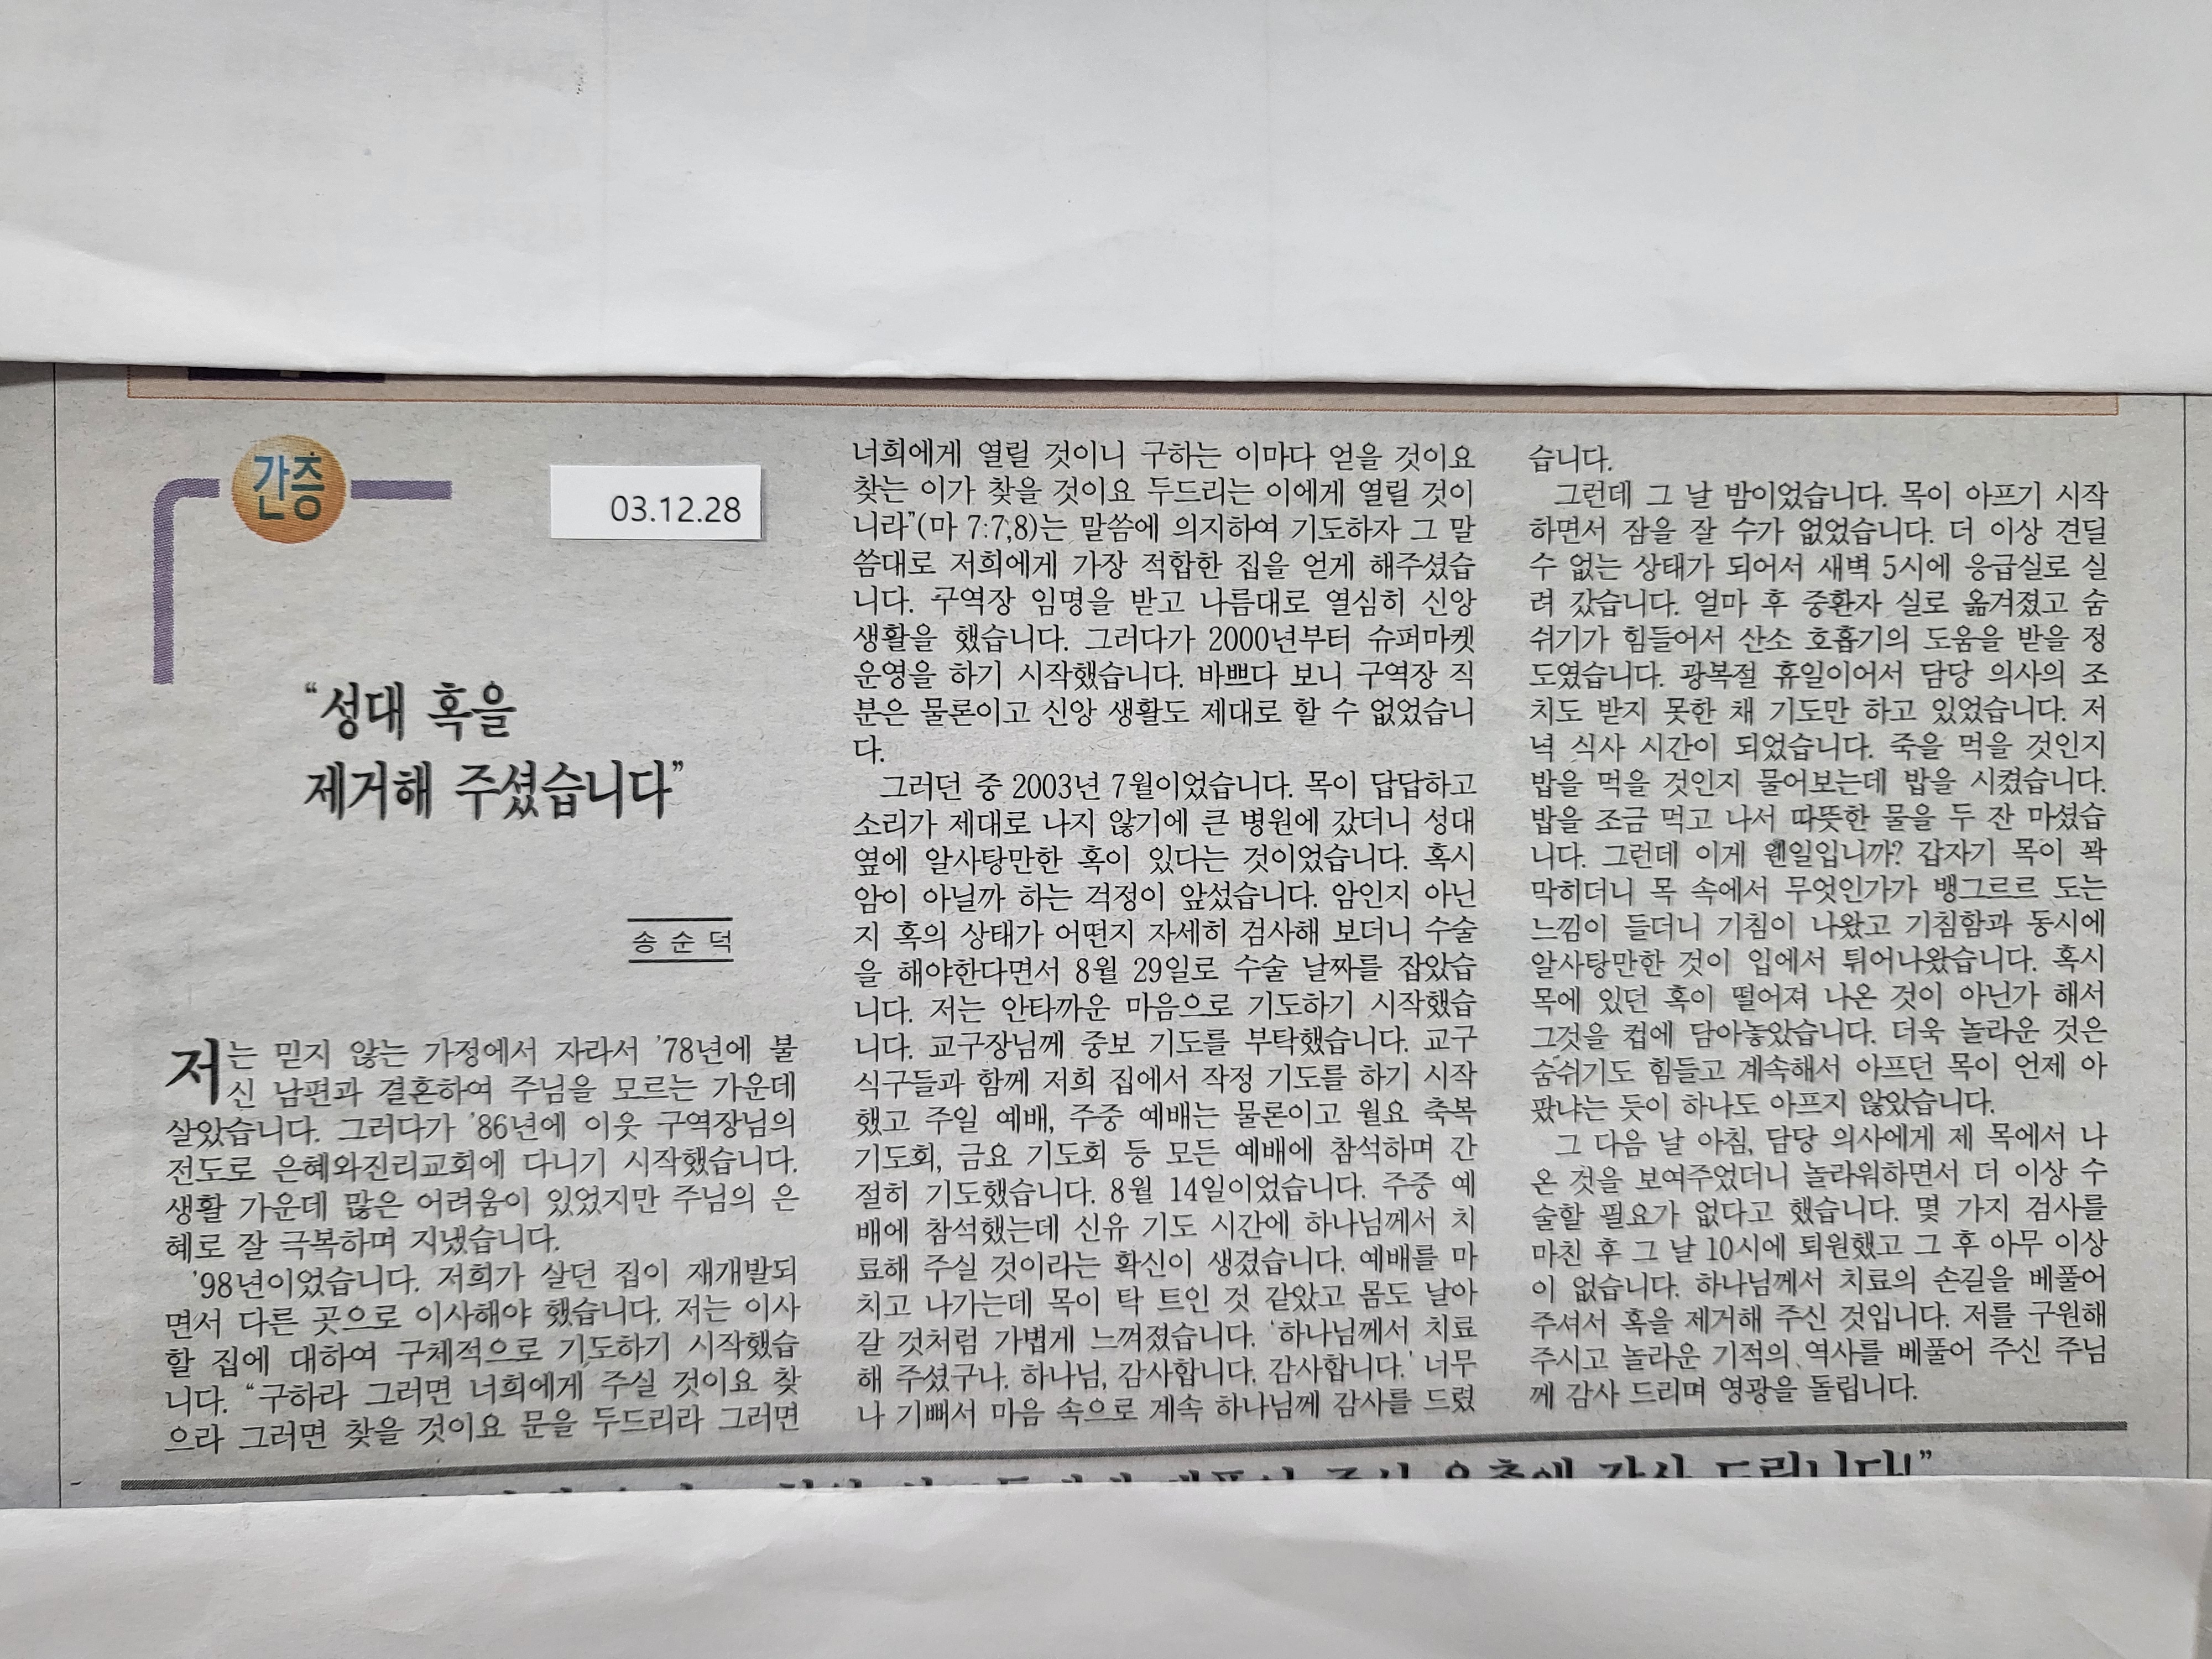 간증
03.12.28
“성대 혹을
제거해 주셨습니다”
송 순 덕
저는 믿지 않는 가정에서 자라서 '78년에 불
신 남편과 결혼하여 주님을 모르는 가운데
살았습니다. 그러다가 '86년에 이웃 구역장님의
전도로 은혜와진리교회에 다니기 시작했습니다.
생활 가운데 많은 어려움이 있었지만 주님의 은
혜로 잘 극복하며 지냈습니다.
'98년이었습니다. 저희가 살던 집이 재개발되
면서 다른 곳으로 이사해야 했습니다. 저는 이사
할 집에 대하여 구체적으로 기도하기 시작했습
니다. “구하라 그러면 너희에게 주실 것이요 찾
으라 그러면 찾을 것이요 문을 두드리라 그러면
너희에게 열릴 것이니 구하는 이마다 얻을 것이요
찾는 이가 찾을 것이요 두드리는 이에게 열릴 것이
니라”(마 7:7,8)는 말씀에 의지하여 기도하자 그 말
씀대로 저희에게 가장 적합한 집을 얻게 해주셨습
니다. 구역장 임명을 받고 나름대로 열심히 신앙
생활을 했습니다. 그러다가 2000년부터 슈퍼마켓
운영을 하기 시작했습니다. 바쁘다 보니 구역장 직
분은 물론이고 신앙 생활도 제대로 할 수 없었습니
다.
그러던 중 2003년 7월이었습니다. 목이 답답하고
소리가 제대로 나지 않기에 큰 병원에 갔더니 성대
옆에 알사탕만한 혹이 있다는 것이었습니다. 혹시
암이 아닐까 하는 걱정이 앞섰습니다. 암인지 아닌
지 혹의 상태가 어떤지 자세히 검사해 보더니 수술
을 해야한다면서 8월 29일로 수술 날짜를 잡았습
니다. 저는 안타까운 마음으로 기도하기 시작했습
니다. 교구장님께 중보 기도를 부탁했습니다. 교구
식구들과 함께 저희 집에서 작정 기도를 하기 시작
했고 주일 예배, 주중 예배는 물론이고 월요 축복
기도회, 금요 기도회 등 모든 예배에 참석하며 간
절히 기도했습니다. 8월 14일이었습니다. 주중 예
배에 참석했는데 신유 기도 시간에 하나님께서 치
료해 주실 것이라는 확신이 생겼습니다. 예배를 마
치고 나가는데 목이 탁 트인 것 같았고 몸도 날아
갈 것처럼 가볍게 느껴졌습니다. '하나님께서 치료
해 주셨구나. 하나님, 감사합니다. 감사합니다.' 너무
나 기뻐서 마음 속으로 계속 하나님께 감사를 드렸
습니다.
그런데 그 날 밤이었습니다. 목이 아프기 시작
하면서 잠을 잘 수가 없었습니다. 더 이상 견딜
수 없는 상태가 되어서 새벽 5시에 응급실로 실
려 갔습니다. 얼마 후 중환자 실로 옮겨졌고 숨
쉬기가 힘들어서 산소 호흡기의 도움을 받을 정
도였습니다. 광복절 휴일이어서 담당 의사의 조
치도 받지 못한 채 기도만 하고 있었습니다. 저
녁 식사 시간이 되었습니다. 죽을 먹을 것인지
밥을 먹을 것인지 물어보는데 밥을 시켰습니다.
밥을 조금 먹고 나서 따뜻한 물을 두 잔 마셨습
니다. 그런데 이게 웬일입니까? 갑자기 목이 꽉
막히더니 목 속에서 무엇인가가 뱅그르르 도는
느낌이 들더니 기침이 나왔고 기침함과 동시에
알사탕만한 것이 입에서 튀어나왔습니다. 혹시
목에 있던 혹이 떨어져 나온 것이 아닌가 해서
그것을 컵에 담아놓았습니다. 더욱 놀라운 것은
숨쉬기도 힘들고 계속해서 아프던 목이 언제 아
팠냐는 듯이 하나도 아프지 않았습니다.
그 다음 날 아침, 담당 의사에게 제 목에서 나
온 것을 보여주었더니 놀라워하면서 더 이상 수
술할 필요가 없다고 했습니다. 몇 가지 검사를
마친 후 그 날 10시에 퇴원했고 그 후 아무 이상
이 없습니다. 하나님께서 치료의 손길을 베풀어
주셔서 혹을 제거해 주신 것입니다. 저를 구원해
주시고 놀라운 기적의 역사를 베풀어 주신 주님
께 감사 드리며 영광을 돌립니다.
은총에 감사 드립니다!”